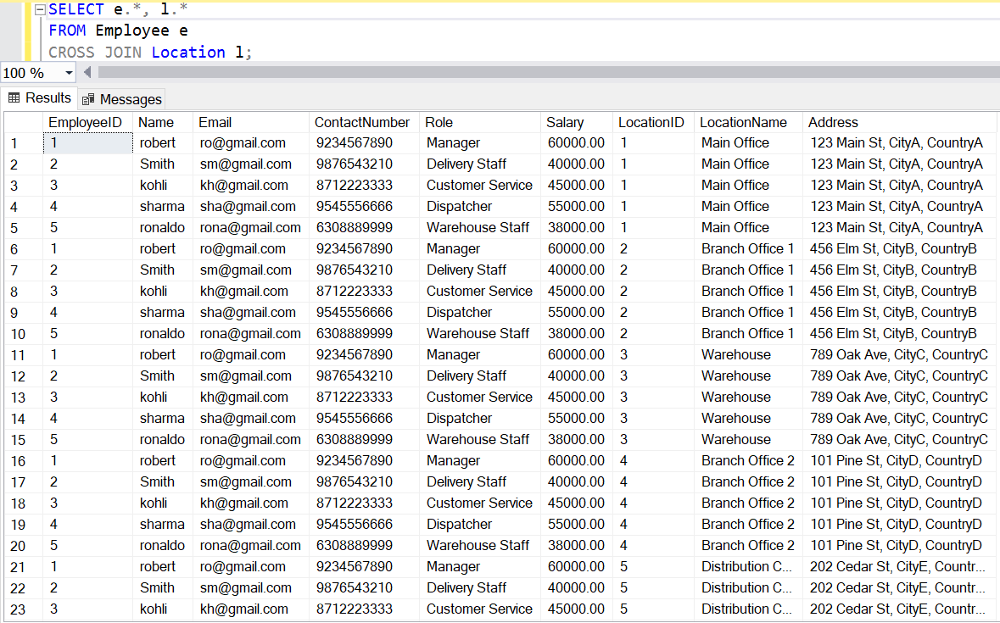 SELECT e.*, l.*
FROM Employee e
CROSS JOIN Location l;
100 %
Results Messages
EmployeeID Name Email ContactNumber Role Salary LocationID LocationName Address
1 1 robert ro@gmail.com 9234567890 Manager 60000.00 1 Main Office 123 Main St, CityA, CountryA
2 2 Smith sm@gmail.com 9876543210 Delivery Staff 40000.00 1 Main Office 123 Main St, CityA, CountryA
3 3 kohli kh@gmail.com 8712223333 Customer Service 45000.00 1 Main Office 123 Main St, CityA, CountryA
4 4 sharma sha@gmail.com 9545556666 Dispatcher 55000.00 1 Main Office 123 Main St, CityA, CountryA
5 5 ronaldo rona@gmail.com 6308889999 Warehouse Staff 38000.00 1 Main Office 123 Main St, CityA, CountryA
6 1 robert ro@gmail.com 9234567890 Manager 60000.00 2 Branch Office 1 456 Elm St, CityB, CountryB
7 2 Smith sm@gmail.com 9876543210 Delivery Staff 40000.00 2 Branch Office 1 456 Elm St, CityB, CountryB
8 3 kohli kh@gmail.com 8712223333 Customer Service 45000.00 2 Branch Office 1 456 Elm St, CityB, CountryB
9 4 sharma sha@gmail.com 9545556666 Dispatcher 55000.00 2 Branch Office 1 456 Elm St, CityB, CountryB
10 5 ronaldo rona@gmail.com 6308889999 Warehouse Staff 38000.00 2 Branch Office 1 456 Elm St, CityB, CountryB
11 1 robert ro@gmail.com 9234567890 Manager 60000.00 3 Warehouse 789 Oak Ave, CityC, CountryC
12 2 Smith sm@gmail.com 9876543210 Delivery Staff 40000.00 3 Warehouse 789 Oak Ave, CityC, CountryC
13 3 kohli kh@gmail.com 8712223333 Customer Service 45000.00 3 Warehouse 789 Oak Ave, CityC, CountryC
14 4 sharma sha@gmail.com 9545556666 Dispatcher 55000.00 3 Warehouse 789 Oak Ave, CityC, CountryC
15 5 ronaldo rona@gmail.com 6308889999 Warehouse Staff 38000.00 3 Warehouse 789 Oak Ave, CityC, CountryC
16 1 robert ro@gmail.com 9234567890 Manager 60000.00 4 Branch Office 2 101 Pine St, CityD, CountryD
17 2 Smith sm@gmail.com 9876543210 Delivery Staff 40000.00 4 Branch Office 2 101 Pine St, CityD, CountryD
18 3 kohli kh@gmail.com 8712223333 Customer Service 45000.00 4 Branch Office 2 101 Pine St, CityD, CountryD
19 4 sharma sha@gmail.com 9545556666 Dispatcher 55000.00 4 Branch Office 2 101 Pine St, CityD, CountryD
20 5 ronaldo rona@gmail.com 6308889999 Warehouse Staff 38000.00 4 Branch Office 2 101 Pine St, CityD, CountryD
21 1 robert ro@gmail.com 9234567890 Manager 60000.00 5 Distribution C... 202 Cedar St, CityE, Countr...
22 2 Smith sm@gmail.com 9876543210 Delivery Staff 40000.00 5 Distribution C... 202 Cedar St, CityE, Countr...
23 3 kohli kh@gmail.com 8712223333 Customer Service 45000.00 5 Distribution C... 202 Cedar St, CityE, Countr...